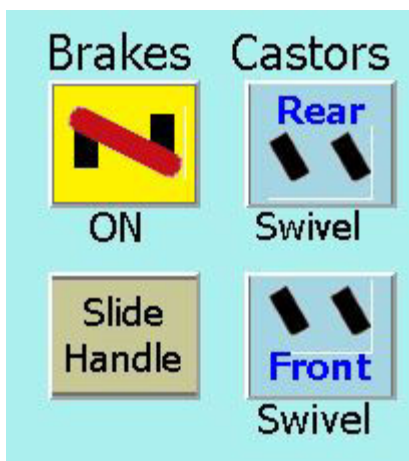 Brakes Castors
Rear
ON Swivel
Slide
Handle
Front
Swivel